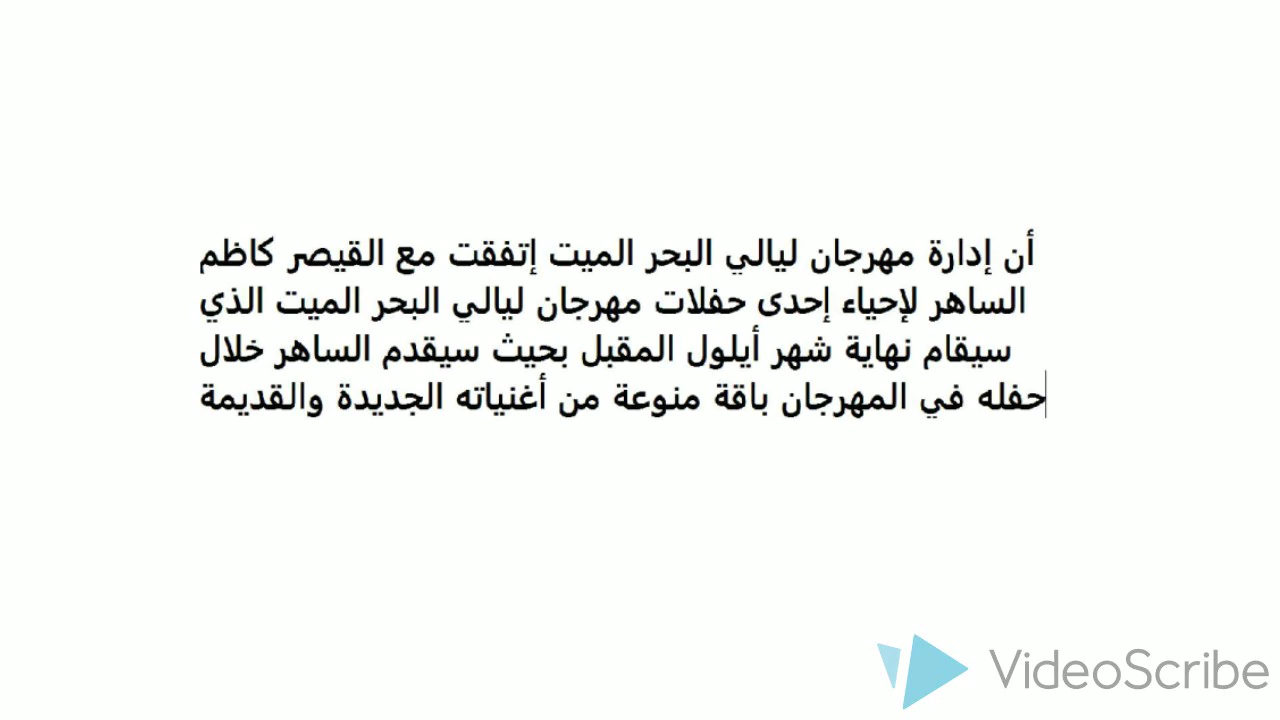 أن إدارة مهرجان ليالي البحر الميت إتفقت مع القيصر كاظم
الساهر لإحياء إحدى حفلات مهرجان ليالي البحر الميت الذي
سيقام نهاية شهر أيلول المقبل بحيث سيقدم الساهر خلال
حفله في المهرجان باقة منوعة من أغنياته الجديدة والقديمة
VideoScribe